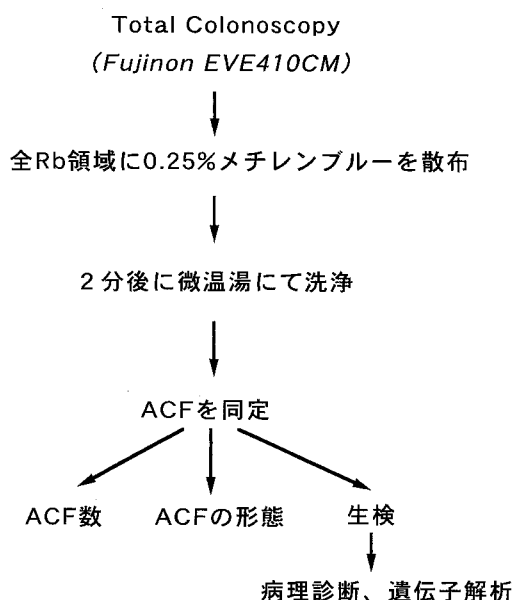 Total Colonoscopy
(Fujinon EVE410CM)
全Rb領域に0.25%メチレンブルーを散布
2分後に微温湯にて洗浄
ACFを同定
ACF数 ACFの形態 生検
病理診断、遺伝子解析